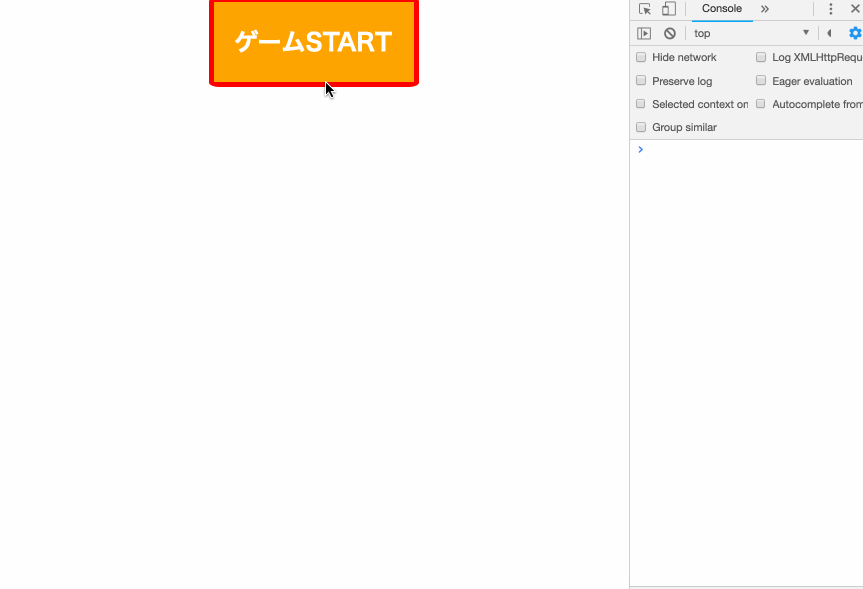 ゲームSTART
Console
top
Hide network
Log XMLHttpRequ
Preserve log
Eager evaluation
Selected context on
Autocomplete from
Group similar